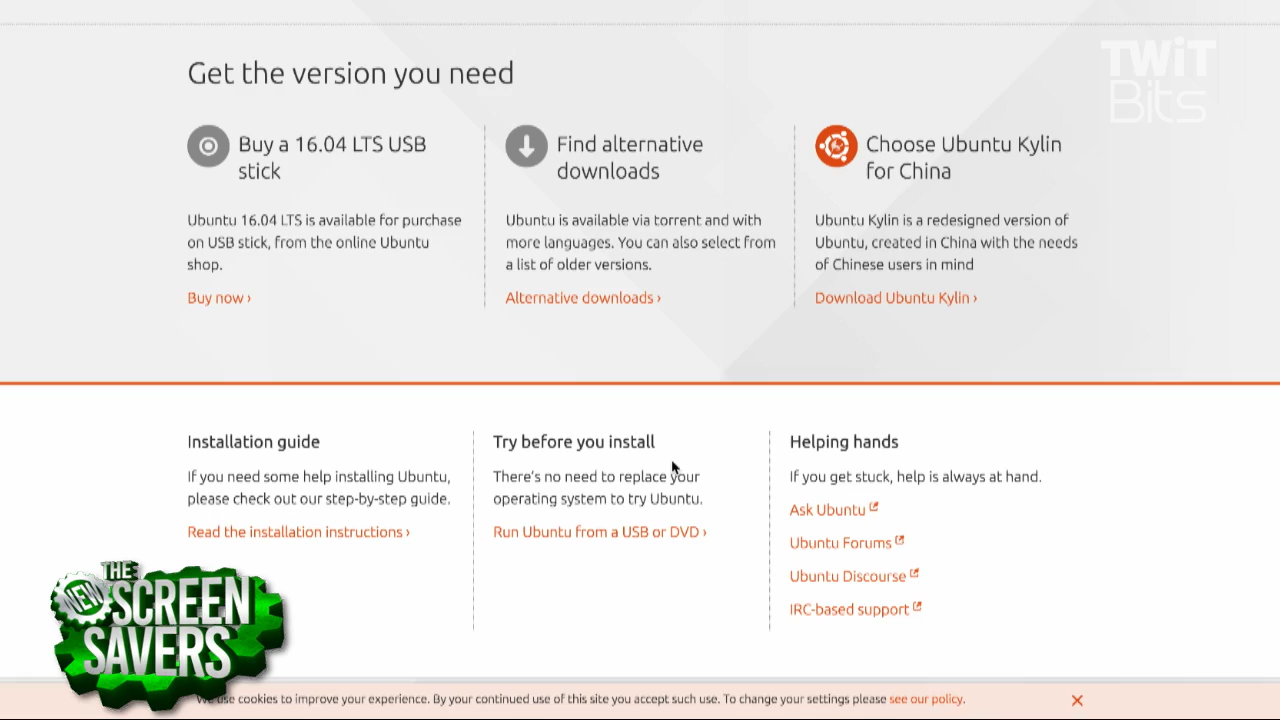 TWiT
Bits
Get the version you need
Buy a 16.04 LTS USB
stick
Ubuntu 16.04 LTS is available for purchase
on USB stick, from the online Ubuntu
shop.
Buy now ›
Find alternative
downloads
Ubuntu is available via torrent and with
more languages. You can also select from
a list of older versions.
Alternative downloads ›
Choose Ubuntu Kylin
for China
Ubuntu Kylin is a redesigned version of
Ubuntu, created in China with the needs
of Chinese users in mind
Download Ubuntu Kylin ›
Installation guide
If you need some help installing Ubuntu,
please check out our step-by-step guide.
Read the installation instructions ›
Try before you install
There's no need to replace your
operating system to try Ubuntu.
Run Ubuntu from a USB or DVD ›
Helping hands
If you get stuck, help is always at hand.
Ask Ubuntu
Ubuntu Forums
Ubuntu Discourse
IRC-based support
THE
NEW
SCREEN
SAVERS
We use cookies to improve your experience. By your continued use of this site you accept such use. To change your settings please see our policy.